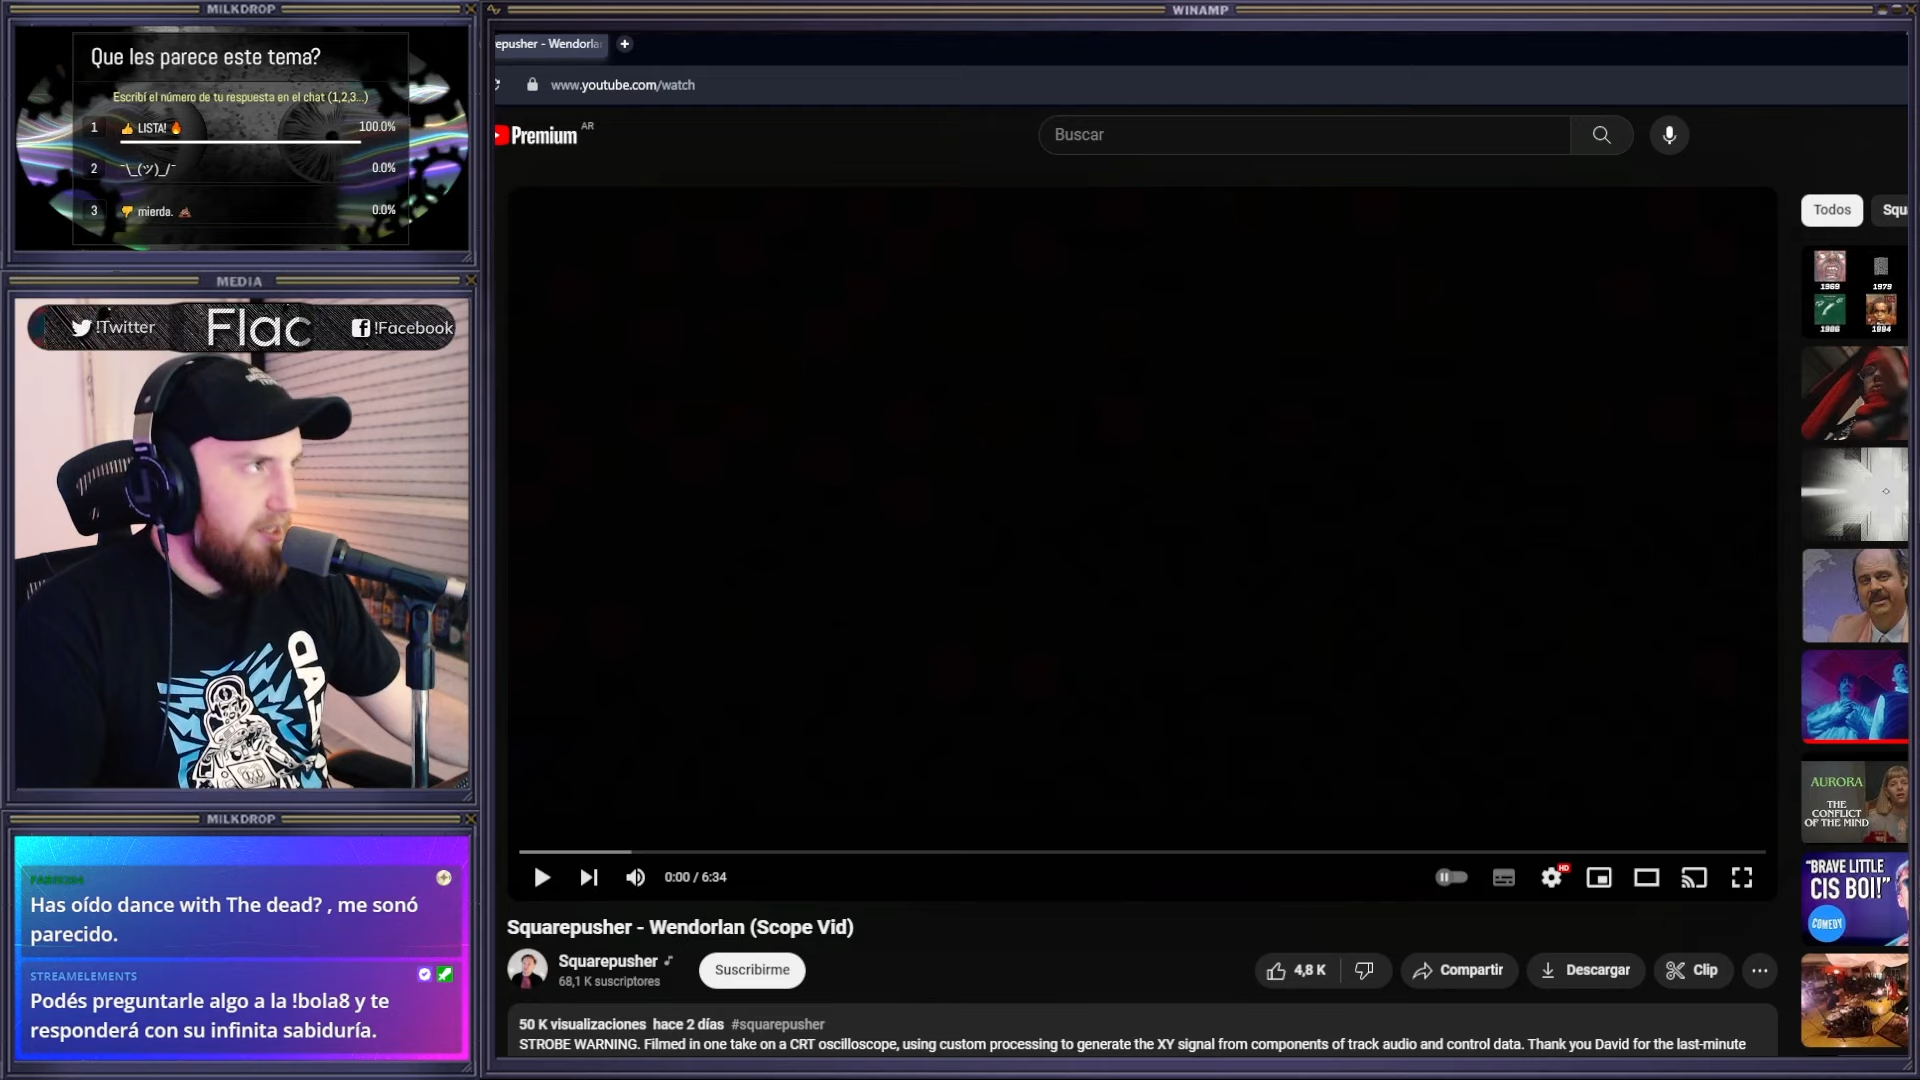 MILKDROP
Que les parece este tema?
Escribí el número de tu respuesta en el chat (1,2,3...)
1 👍 LISTA! 🔥 100.0%
2 ¯\_(ツ)_/¯ 0.0%
3 👎 mierda. 💩 0.0%
MEDIA
!Twitter Flac !Facebook
MILKDROP
Has oído dance with The dead? , me sonó
parecido.
STREAMELEMENTS
Podés preguntarle algo a la !bola8 y te
responderá con su infinita sabiduría.
WINAMP
epusher - Wendorla
www.youtube.com/watch
Premium AR
Buscar
Todos Squ
1969 1979
1986 1994
AURORA
THE
CONFLICT
OF THE MIND
"BRAVE LITTLE
CIS BOI!"
COMEDY
0:00 / 6:34
HD
Squarepusher - Wendorlan (Scope Vid)
Squarepusher
68,1 K suscriptores
Suscribirme
4,8 K
Compartir
Descargar
Clip
50 K visualizaciones hace 2 días #squarepusher
STROBE WARNING. Filmed in one take on a CRT oscilloscope, using custom processing to generate the XY signal from components of track audio and control data. Thank you David for the last-minute